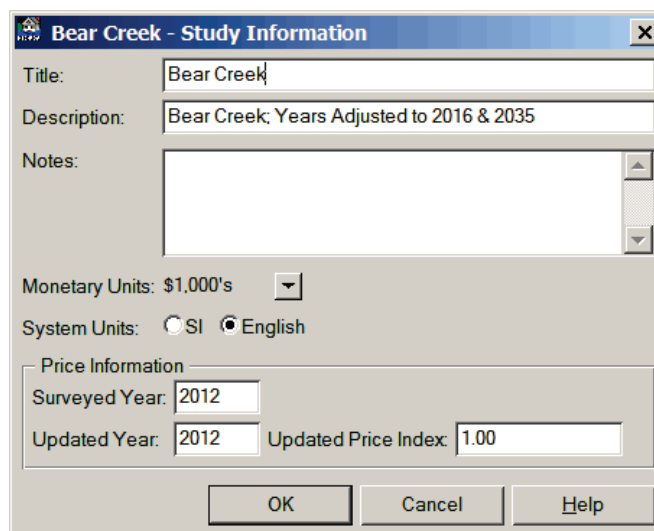 Bear Creek - Study Information
Title: Bear Creek
Description: Bear Creek; Years Adjusted to 2016 & 2035
Notes:
Monetary Units: $1,000's
System Units: SI English
Price Information
Surveyed Year: 2012
Updated Year: 2012 Updated Price Index: 1.00
OK Cancel Help